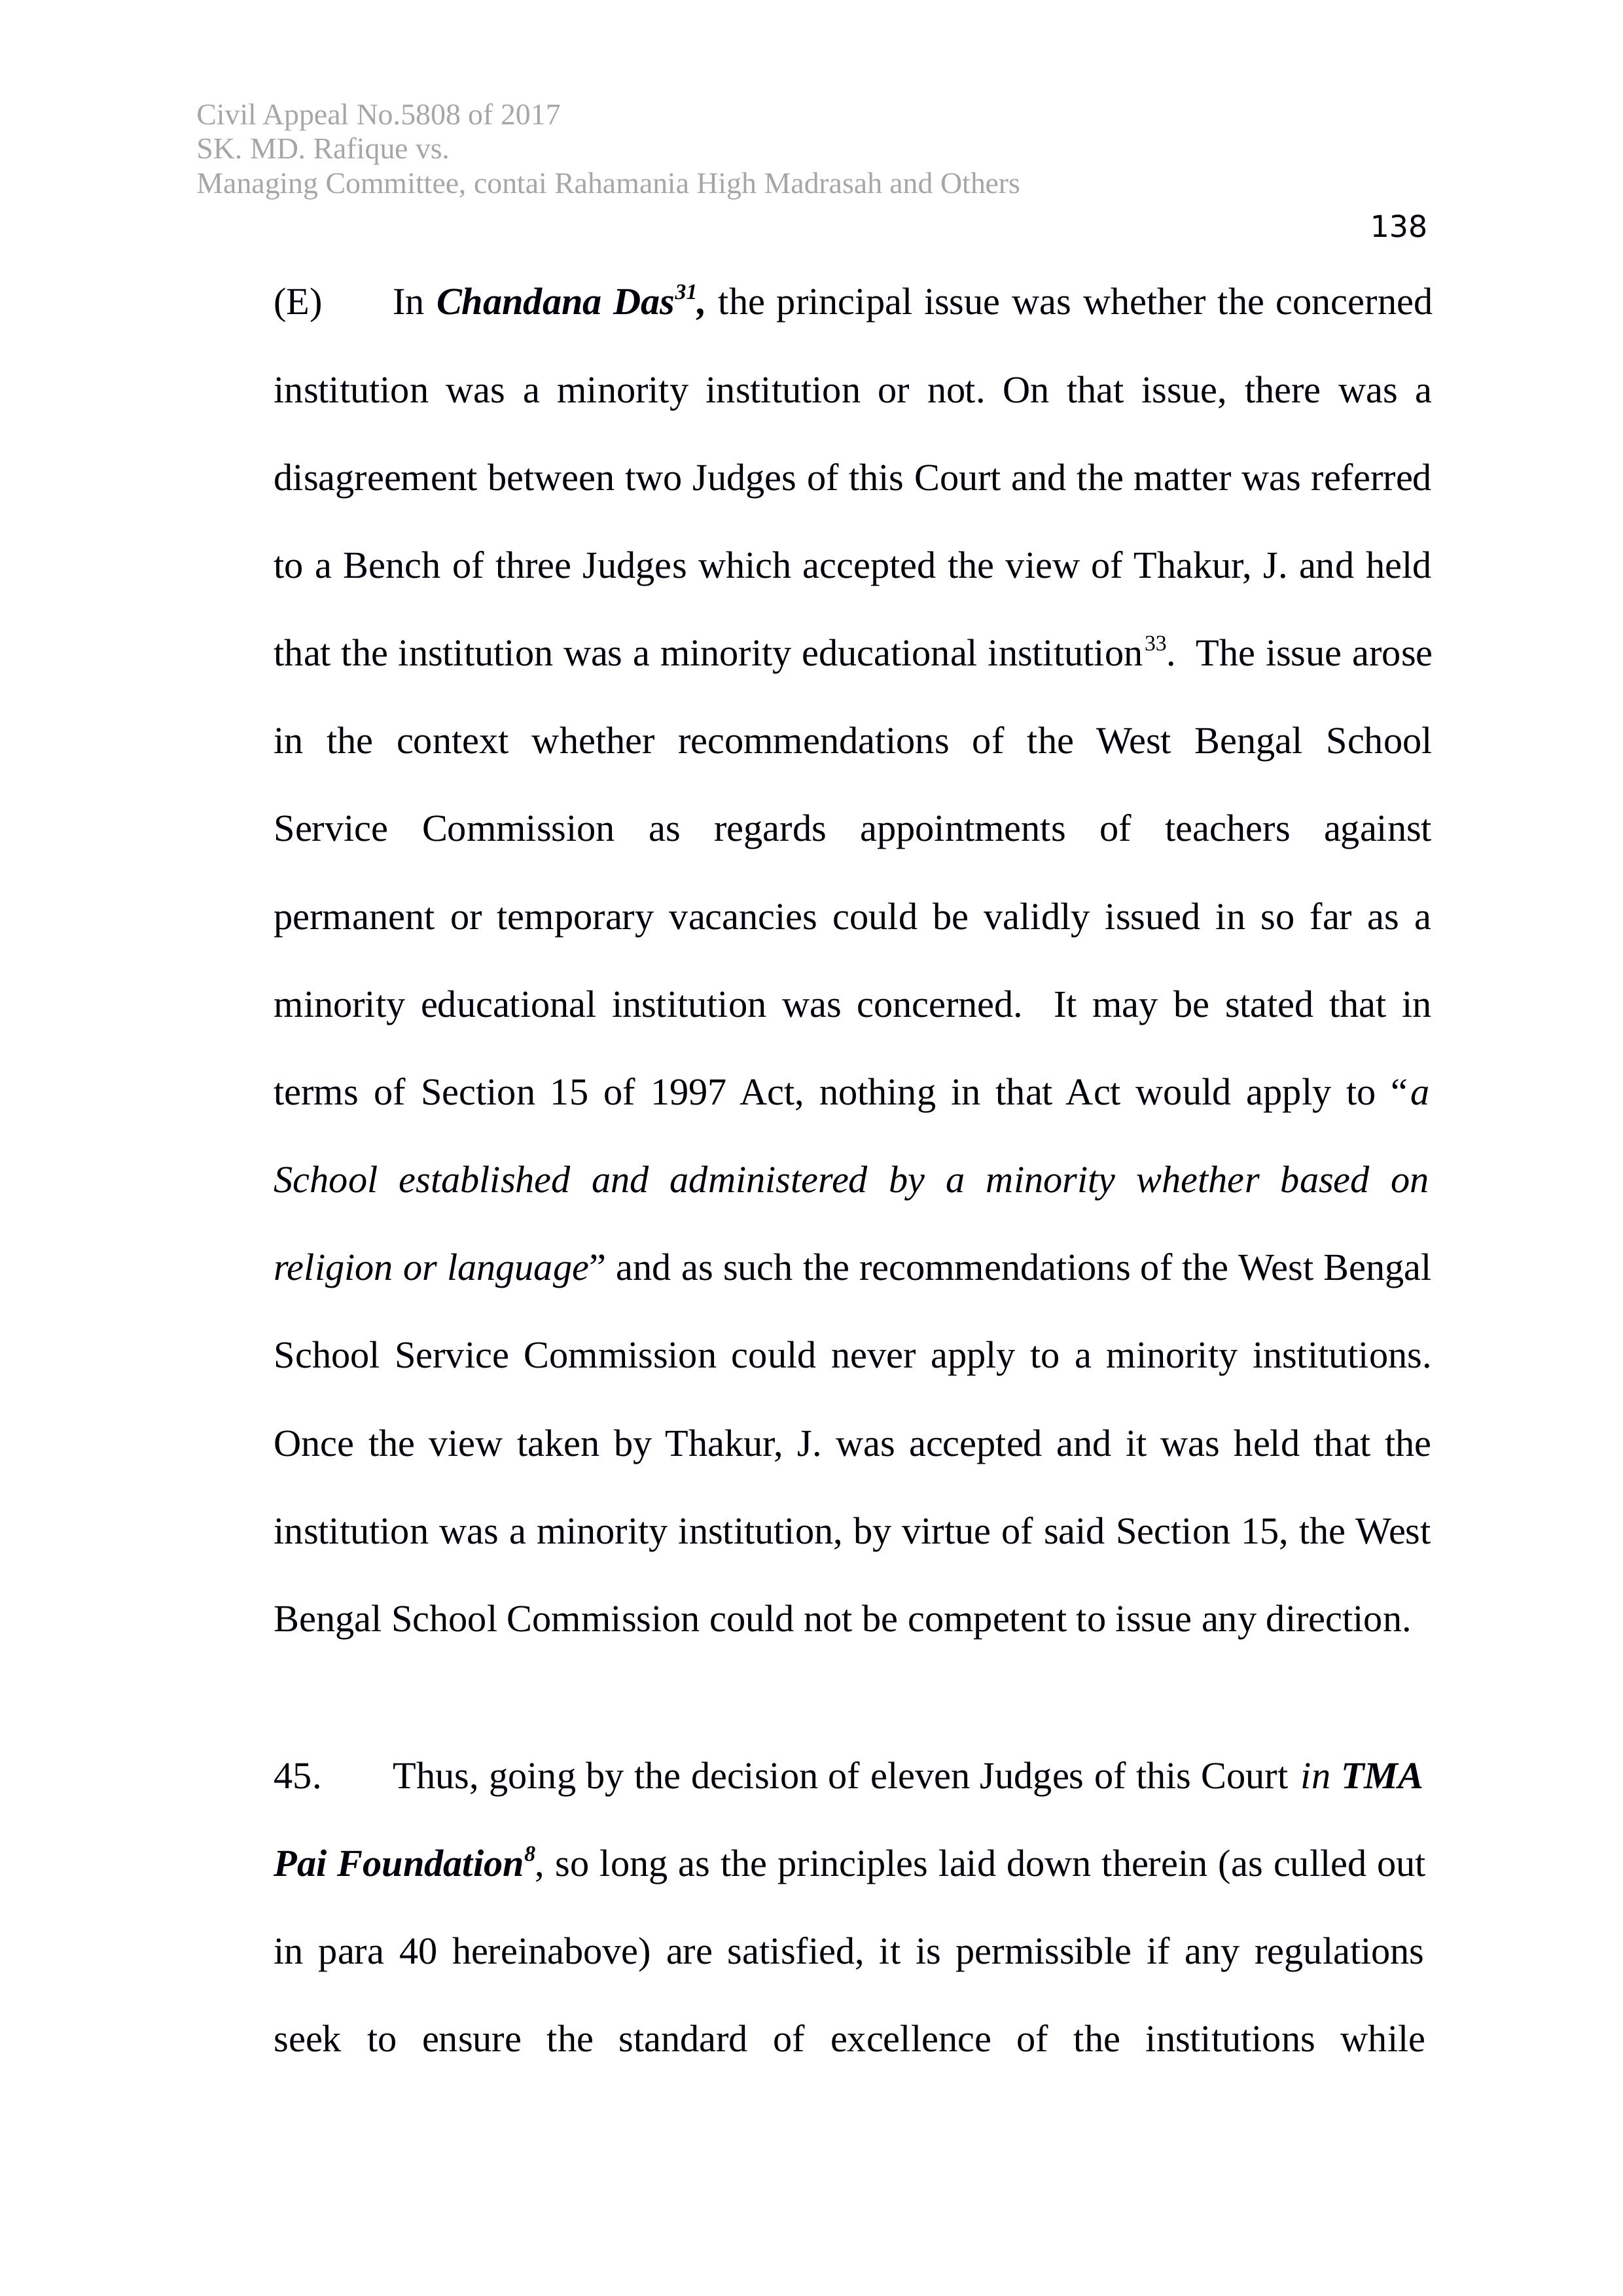 Civil Appeal No.5808 of 2017
SK. MD. Rafique vs.
Managing Committee, contai Rahamania High Madrasah and Others
138
(E) In Chandana Das31, the principal issue was whether the concerned
institution was a minority institution or not. On that issue, there was a
disagreement between two Judges of this Court and the matter was referred
to a Bench of three Judges which accepted the view of Thakur, J. and held
that the institution was a minority educational institution33. The issue arose
in the context whether recommendations of the West Bengal School
Service Commission as regards appointments of teachers against
permanent or temporary vacancies could be validly issued in so far as a
minority educational institution was concerned. It may be stated that in
terms of Section 15 of 1997 Act, nothing in that Act would apply to “a
School established and administered by a minority whether based on
religion or language” and as such the recommendations of the West Bengal
School Service Commission could never apply to a minority institutions.
Once the view taken by Thakur, J. was accepted and it was held that the
institution was a minority institution, by virtue of said Section 15, the West
Bengal School Commission could not be competent to issue any direction.
45. Thus, going by the decision of eleven Judges of this Court in TMA
Pai Foundation8, so long as the principles laid down therein (as culled out
in para 40 hereinabove) are satisfied, it is permissible if any regulations
seek to ensure the standard of excellence of the institutions while